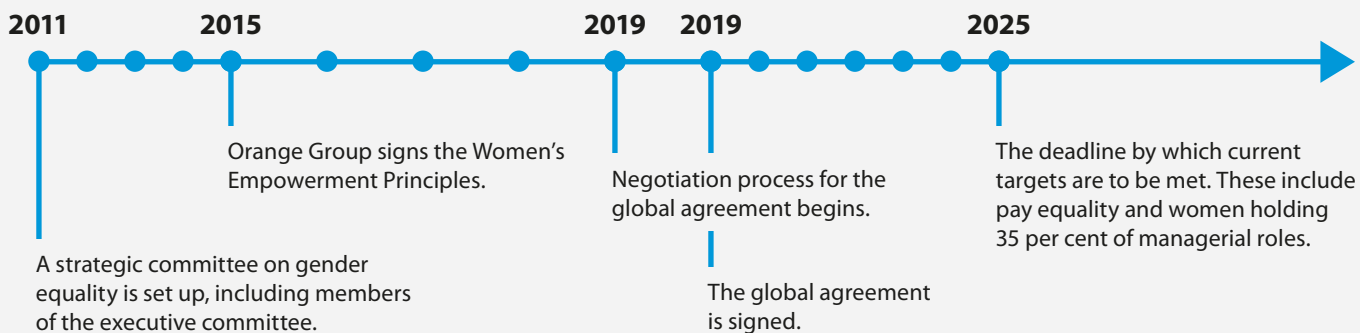 2011 2015 2019 2019 2025
Orange Group signs the Women’s
Empowerment Principles.
Negotiation process for the
global agreement begins.
The deadline by which current
targets are to be met. These include
pay equality and women holding
35 per cent of managerial roles.
A strategic committee on gender
equality is set up, including members
of the executive committee.
The global agreement
is signed.